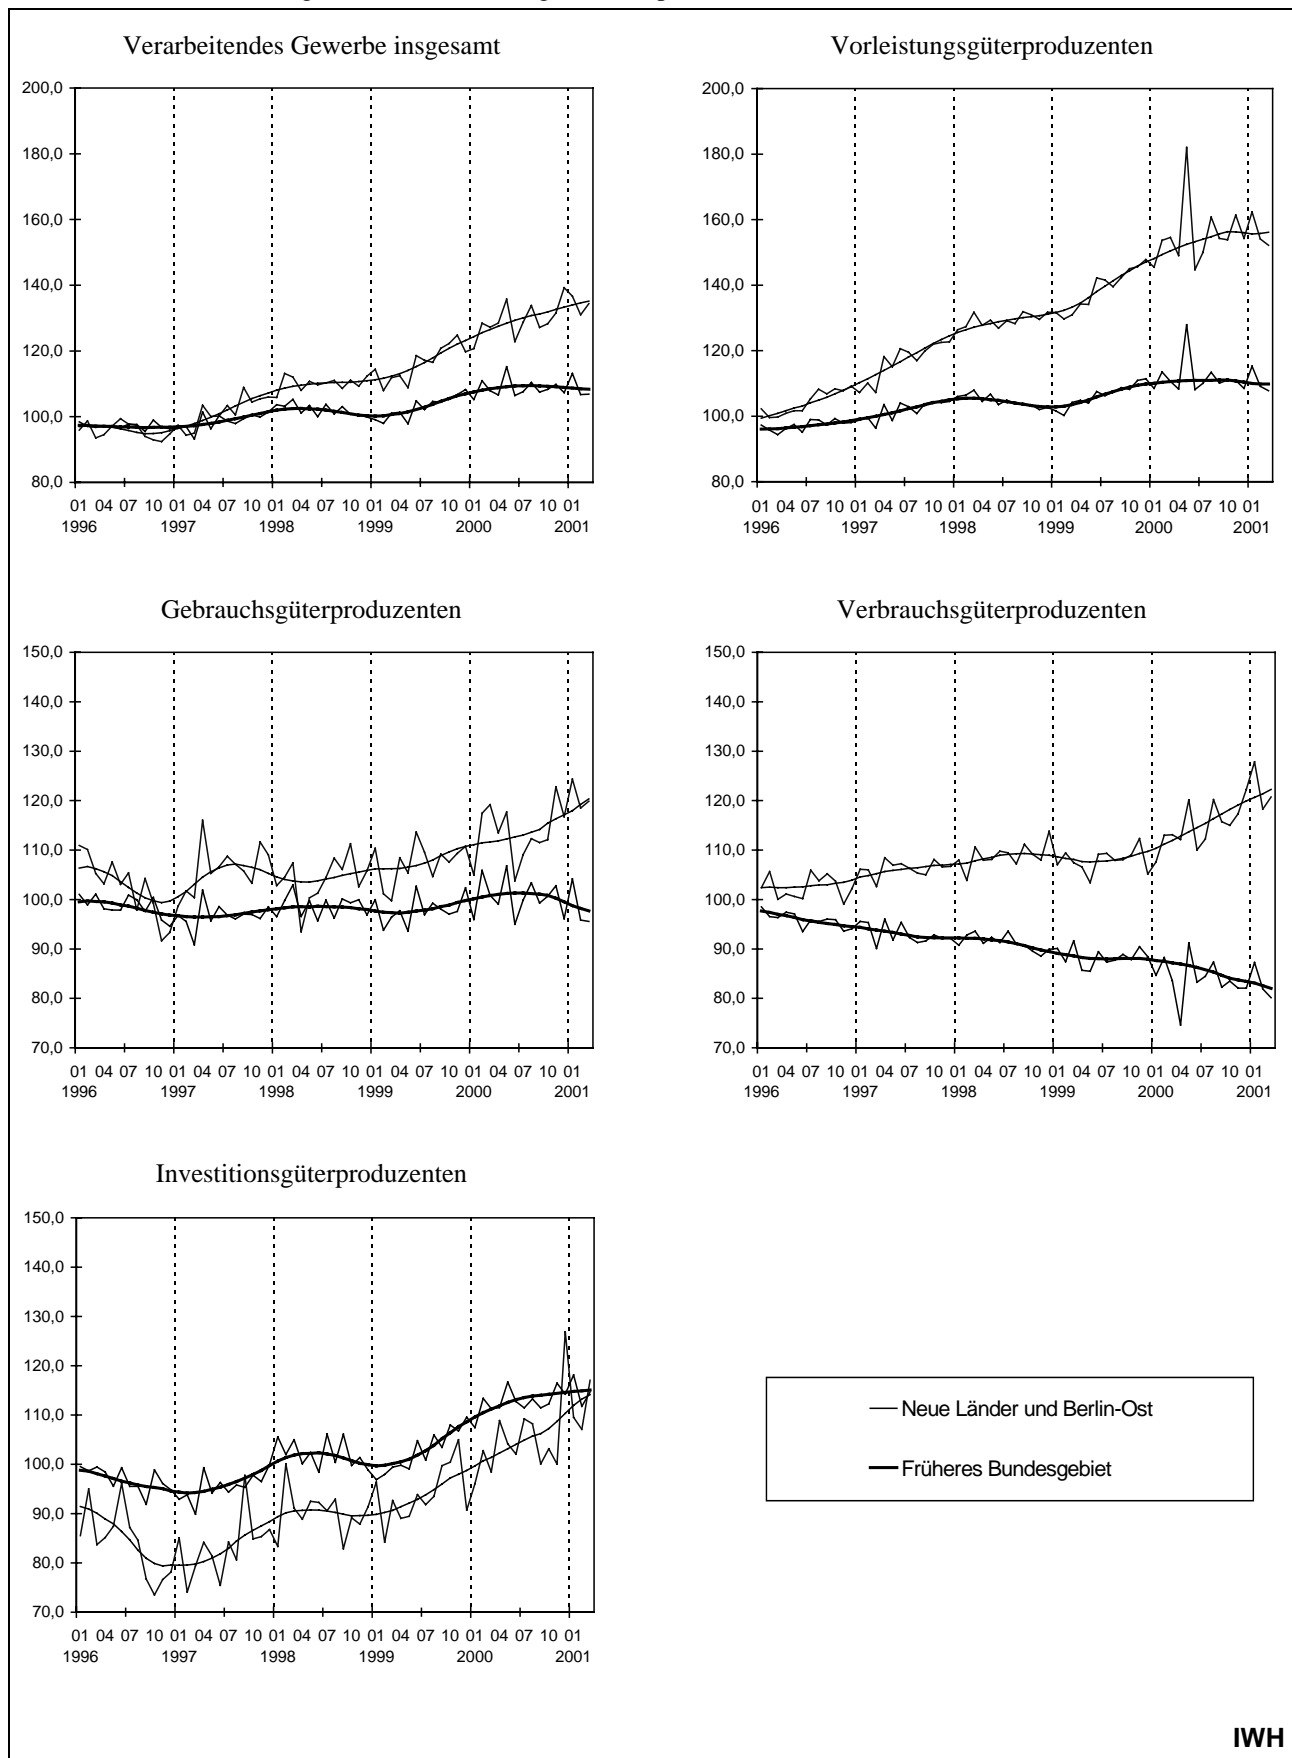 Verarbeitendes Gewerbe insgesamt
200,0
180,0
160,0
140,0
120,0
100,0
80,0
01 04 07 10 01 04 07 10 01 04 07 10 01 04 07 10 01 04 07 10 01
1996 1997 1998 1999 2000 2001
Vorleistungsgüterproduzenten
200,0
180,0
160,0
140,0
120,0
100,0
80,0
01 04 07 10 01 04 07 10 01 04 07 10 01 04 07 10 01 04 07 10 01
1996 1997 1998 1999 2000 2001
Gebrauchsgüterproduzenten
150,0
140,0
130,0
120,0
110,0
100,0
90,0
80,0
70,0
01 04 07 10 01 04 07 10 01 04 07 10 01 04 07 10 01 04 07 10 01
1996 1997 1998 1999 2000 2001
Verbrauchsgüterproduzenten
150,0
140,0
130,0
120,0
110,0
100,0
90,0
80,0
70,0
01 04 07 10 01 04 07 10 01 04 07 10 01 04 07 10 01 04 07 10 01
1996 1997 1998 1999 2000 2001
Investitionsgüterproduzenten
150,0
140,0
130,0
120,0
110,0
100,0
90,0
80,0
70,0
01 04 07 10 01 04 07 10 01 04 07 10 01 04 07 10 01 04 07 10 01
1996 1997 1998 1999 2000 2001
Neue Länder und Berlin-Ost
Früheres Bundesgebiet
IWH